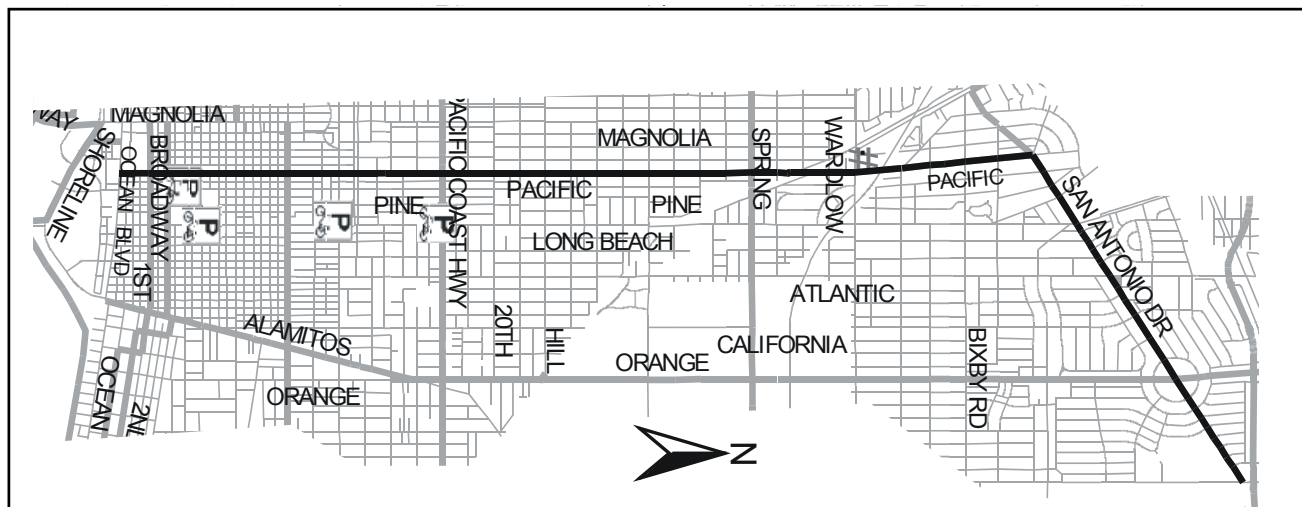 MAGNOLIA
SHORELINE
OCEAN BLVD
BROADWAY
1ST
P
P
P
P
PINE
PACIFIC COAST HWY
PACIFIC
MAGNOLIA
PINE
LONG BEACH
SPRING
WARDLOW
PACIFIC
SAN ANTONIO DR
ATLANTIC
20TH
HILL
CALIFORNIA
ORANGE
BIXBY RD
ALAMITOS
ORANGE
OCEAN
N